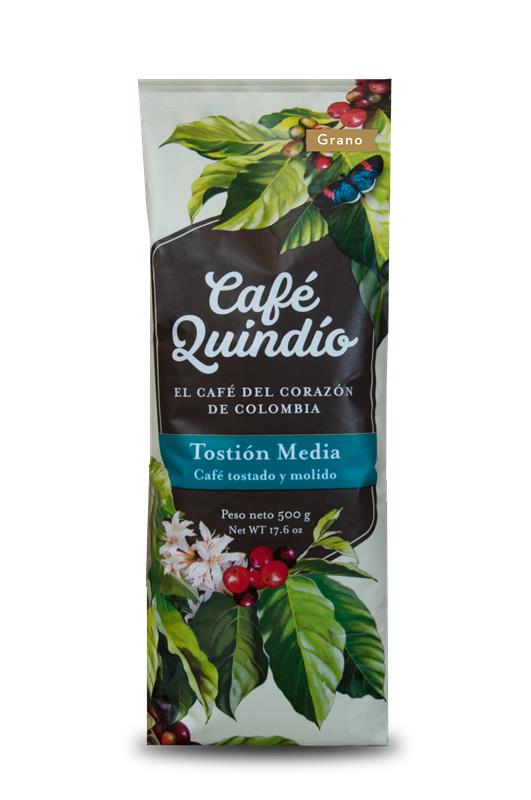 Grano
Café
Quindío
EL CAFÉ DEL CORAZÓN
DE COLOMBIA
Tostión Media
Café tostado y molido
Peso neto 500 g
Net WT 17.6 oz